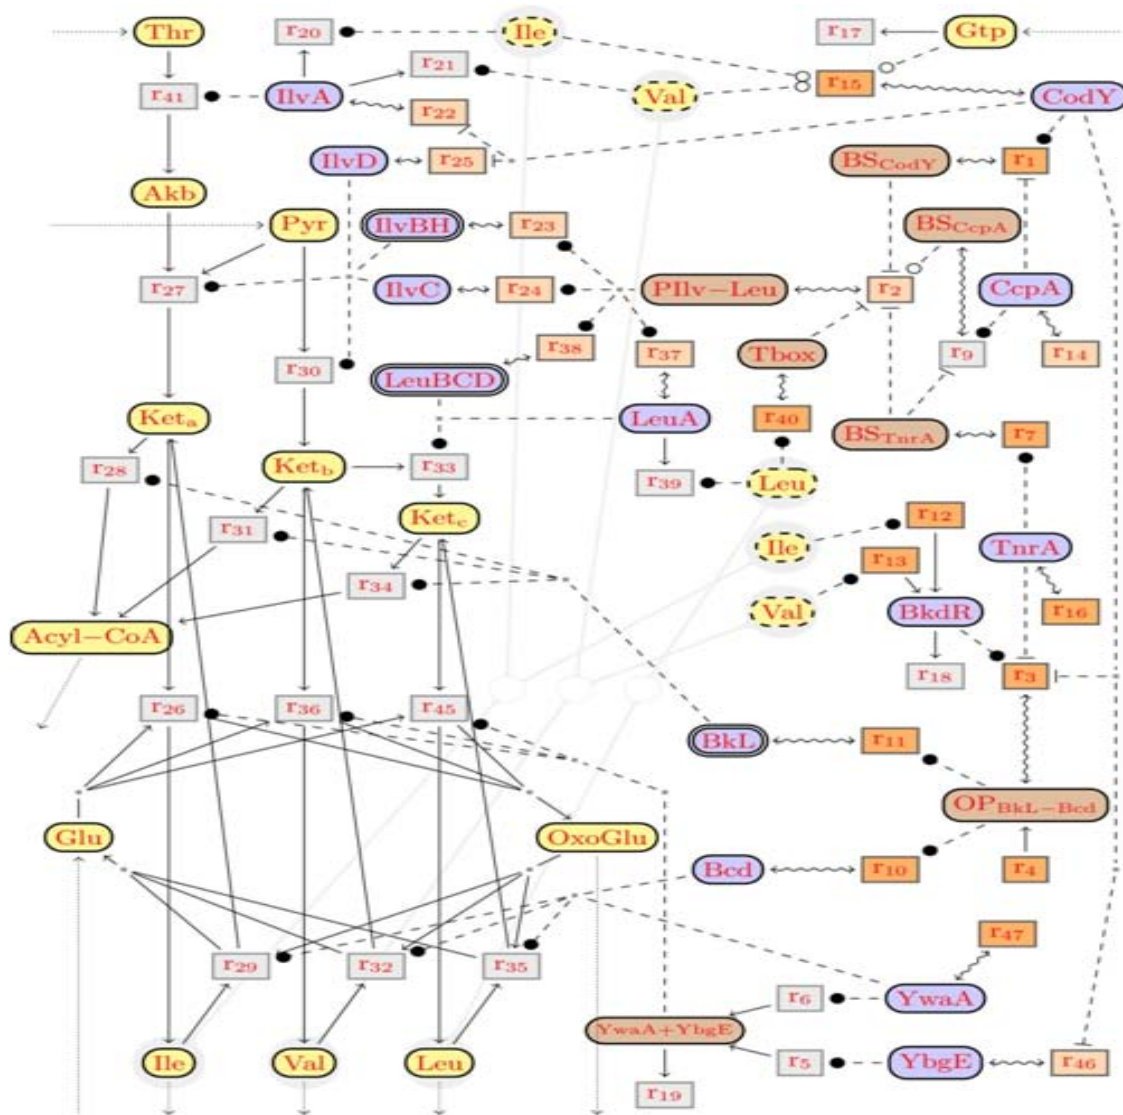 Thr r20 Ile r17 Gtp
r21
r41 IlvA Val r15 CodY
r22
IlvD r25 BSCodY r1
Akb
Pyr IlvBH r23 BSCcpA
r27 IlvC r24 PIlv−Leu r2 CcpA
r38 r37 Tbox r9 r14
r30 LeuBCD
Keta LeuA r40 BSTnrA r7
r28 Ketb r33 r39 Leu
r31 Ketc r12
Ile r13 TnrA
r34
Acyl−CoA Val BkdR r16
r18 r3
r26 r36 r45
BkL r11
OPBkL−Bcd
Glu OxoGlu
Bcd r10 r4
r47
r29 r32 r35
r6 YwaA
YwaA+YbgE
Ile Val Leu r5 YbgE r46
r19